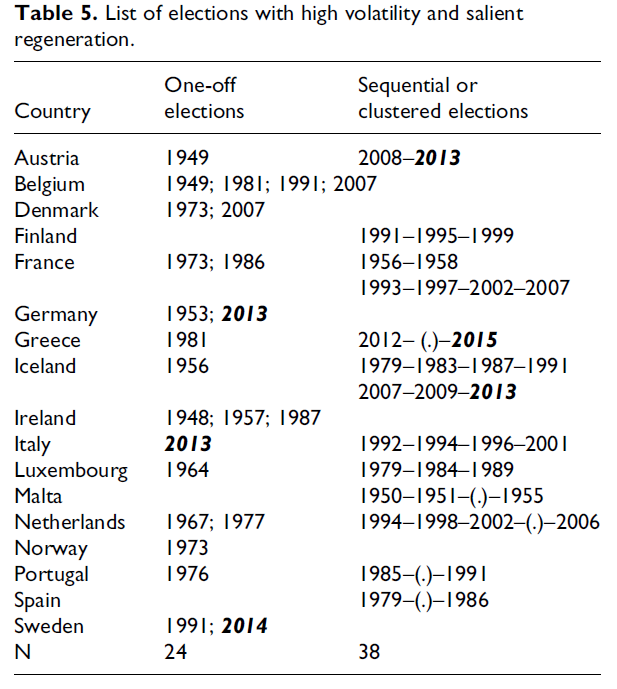 Table 5. List of elections with high volatility and salient
regeneration.
Country One-off elections Sequential or clustered elections
Austria 1949 2008–2013
Belgium 1949; 1981; 1991; 2007
Denmark 1973; 2007
Finland 1991–1995–1999
France 1973; 1986 1956–1958
1993–1997–2002–2007
Germany 1953; 2013
Greece 1981 2012– (.)–2015
Iceland 1956 1979–1983–1987–1991
2007–2009–2013
Ireland 1948; 1957; 1987
Italy 2013 1992–1994–1996–2001
Luxembourg 1964 1979–1984–1989
Malta 1950–1951–(.)–1955
Netherlands 1967; 1977 1994–1998–2002–(.)–2006
Norway 1973
Portugal 1976 1985–(.)–1991
Spain 1979–(.)–1986
Sweden 1991; 2014
N 24 38